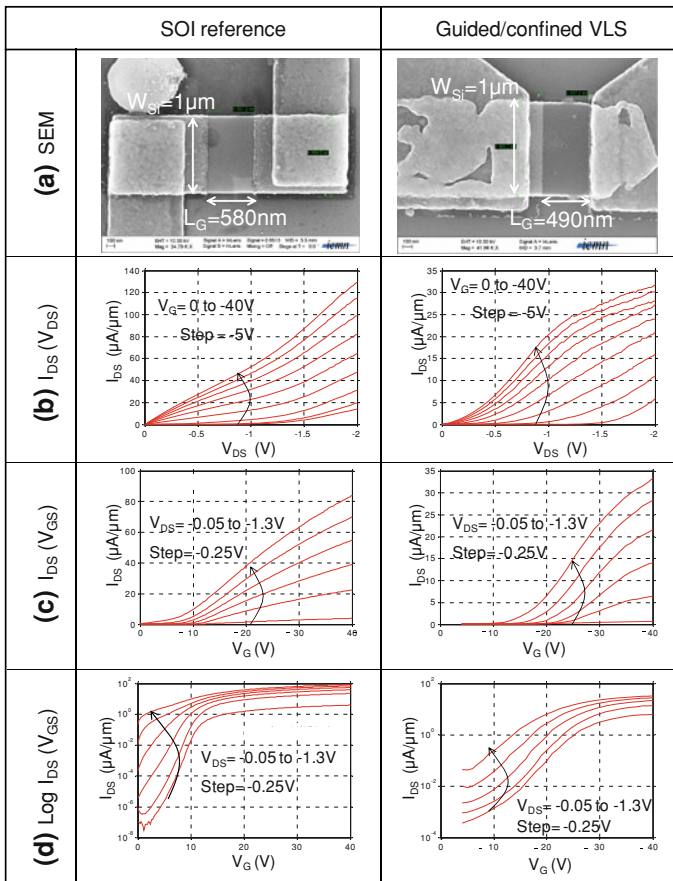 SOI reference
Guided/confined VLS
(a) SEM
W_Si=1µm
L_G=580nm
W_Si=1µm
L_G=490nm
100 nm
iemn
100 nm
iemn
(b) I_DS (V_DS)
I_DS (µA/µm)
140
120
100
80
60
40
20
0
V_G= 0 to -40V
Step = -5V
0
-0.5
-1
-1.5
-2
V_DS (V)
I_DS (µA/µm)
35
30
25
20
15
10
5
0
V_G= 0 to -40V
Step= -5V
0
-0.5
-1
-1.5
-2
V_DS (V)
(c) I_DS (V_GS)
I_DS (µA/µm)
100
80
60
40
20
0
V_DS= -0.05 to -1.3V
Step= -0.25V
0
-10
-20
-30
V_G (V)
I_DS (µA/µm)
35
30
25
20
15
10
5
0
V_DS= -0.05 to -1.3V
Step= -0.25V
0
-10
-20
-30
-40
V_G (V)
(d) Log I_DS (V_GS)
I_DS (µA/µm)
10^2
10^0
10^-2
10^-4
10^-6
10^-8
V_DS= -0.05 to -1.3V
Step= -0.25V
0
10
20
30
40
V_G (V)
I_DS (µA/µm)
10^2
10^0
10^-2
10^-4
V_DS= -0.05 to -1.3V
Step= -0.25V
0
-10
-20
-30
-40
V_G (V)